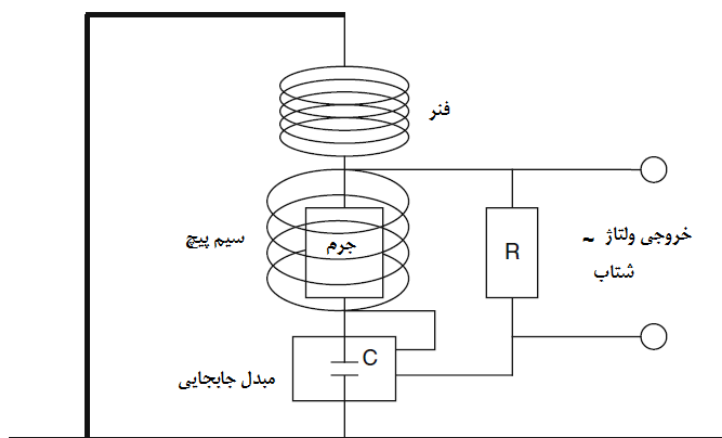 فنر
سیم پیچ
جرم
R
خروجی ولتاژ ~
شتاب
C
مبدل جابجایی